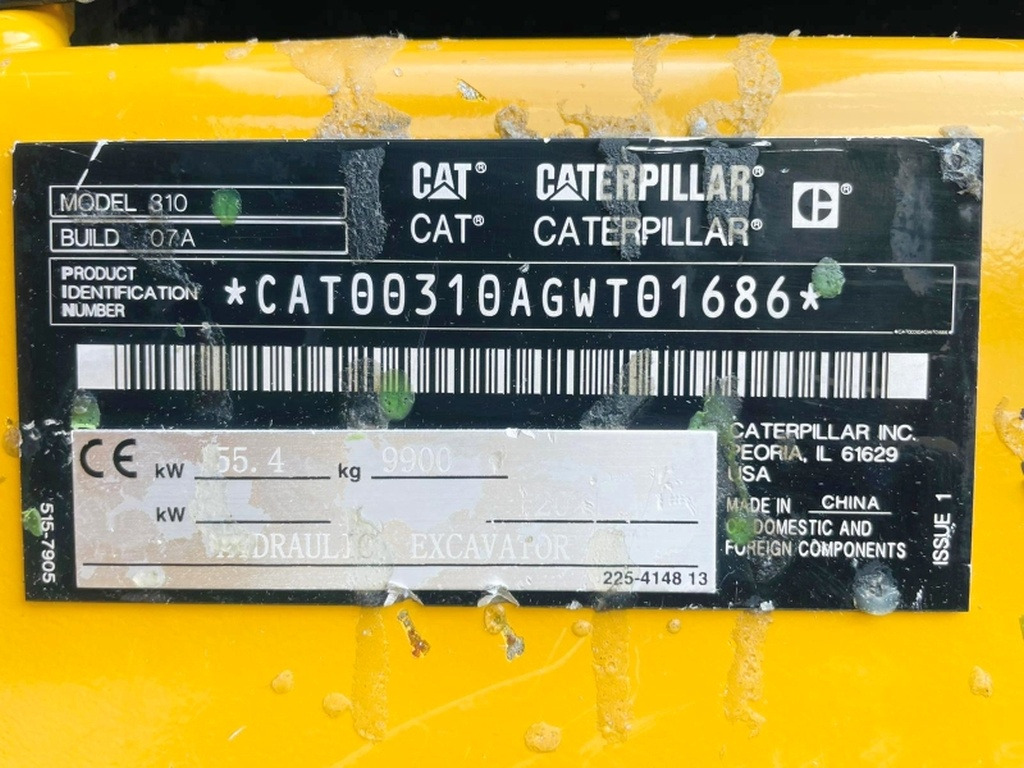 CAT® CATERPILLAR® ®
CAT® CATERPILLAR®
MODEL 310
BUILD 07A
PRODUCT
IDENTIFICATION
NUMBER
*CAT00310AGWT01686*
CE kW 55.4 kg 9900
kW
HYDRAULIC EXCAVATOR
225-4148 13
CATERPILLAR INC.
PEORIA, IL 61629
USA
MADE IN CHINA
DOMESTIC AND
FOREIGN COMPONENTS
515-7905
ISSUE 1